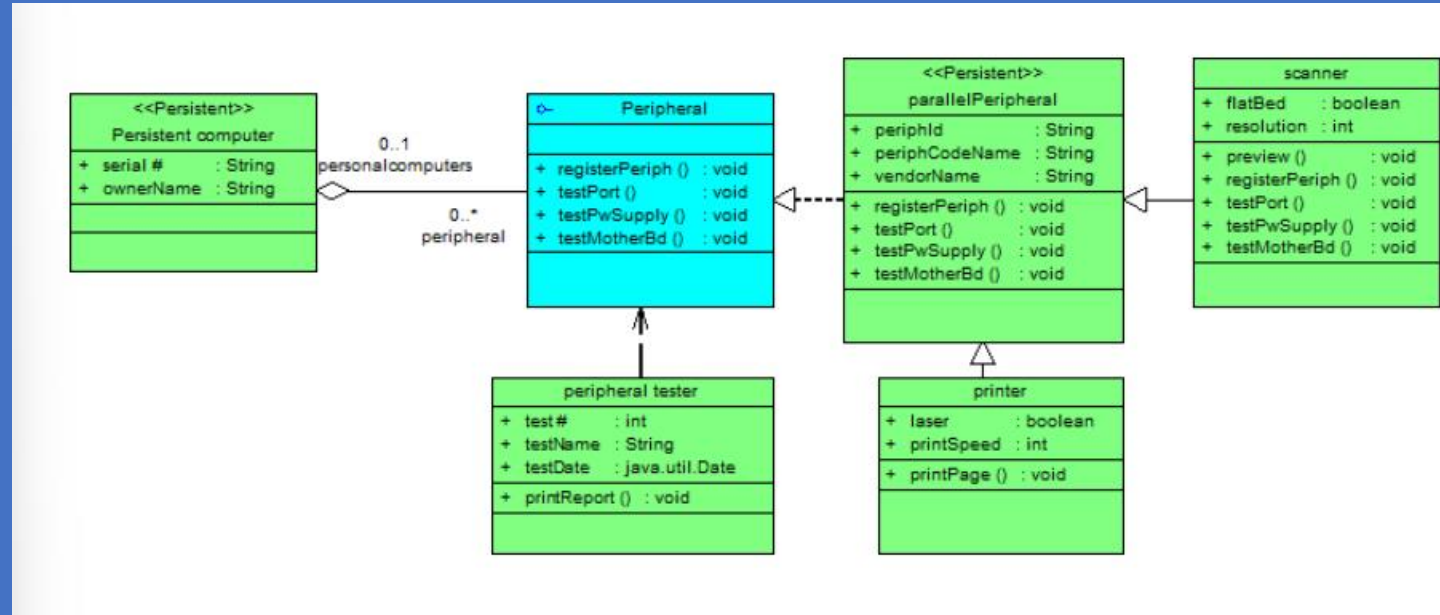 <<Persistent>>
Persistent computer
+ serial # : String
+ ownerName : String
0..1
personalcomputers
0..*
peripheral
Peripheral
+ registerPeriph () : void
+ testPort () : void
+ testPwSupply () : void
+ testMotherBd () : void
<<Persistent>>
parallelPeripheral
+ periphId : String
+ periphCodeName : String
+ vendorName : String
+ registerPeriph () : void
+ testPort () : void
+ testPwSupply () : void
+ testMotherBd () : void
scanner
+ flatBed : boolean
+ resolution : int
+ preview () : void
+ registerPeriph () : void
+ testPort () : void
+ testPwSupply () : void
+ testMotherBd () : void
peripheral tester
+ test# : int
+ testName : String
+ testDate : java.util.Date
+ printReport () : void
printer
+ laser : boolean
+ printSpeed : int
+ printPage () : void